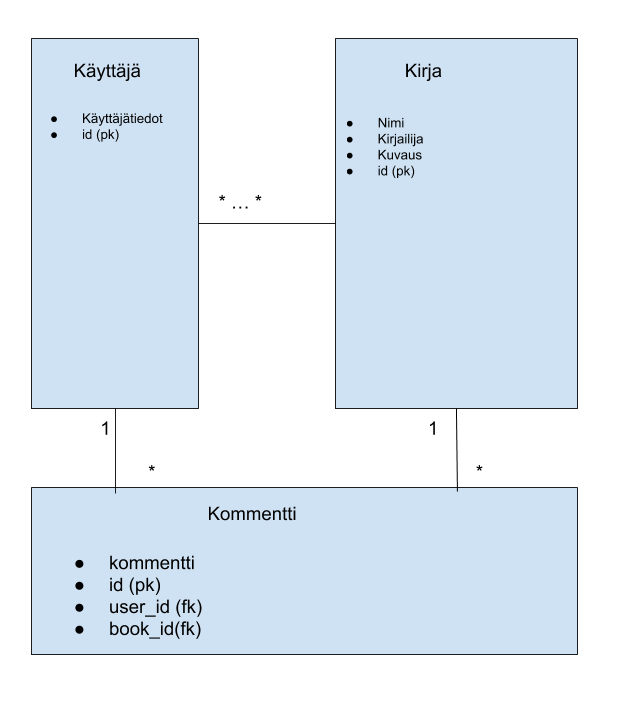 Käyttäjä
● Käyttäjätiedot
● id (pk)
Kirja
● Nimi
● Kirjailija
● Kuvaus
● id (pk)
* … *
1
*
1
*
Kommentti
● kommentti
● id (pk)
● user_id (fk)
● book_id(fk)